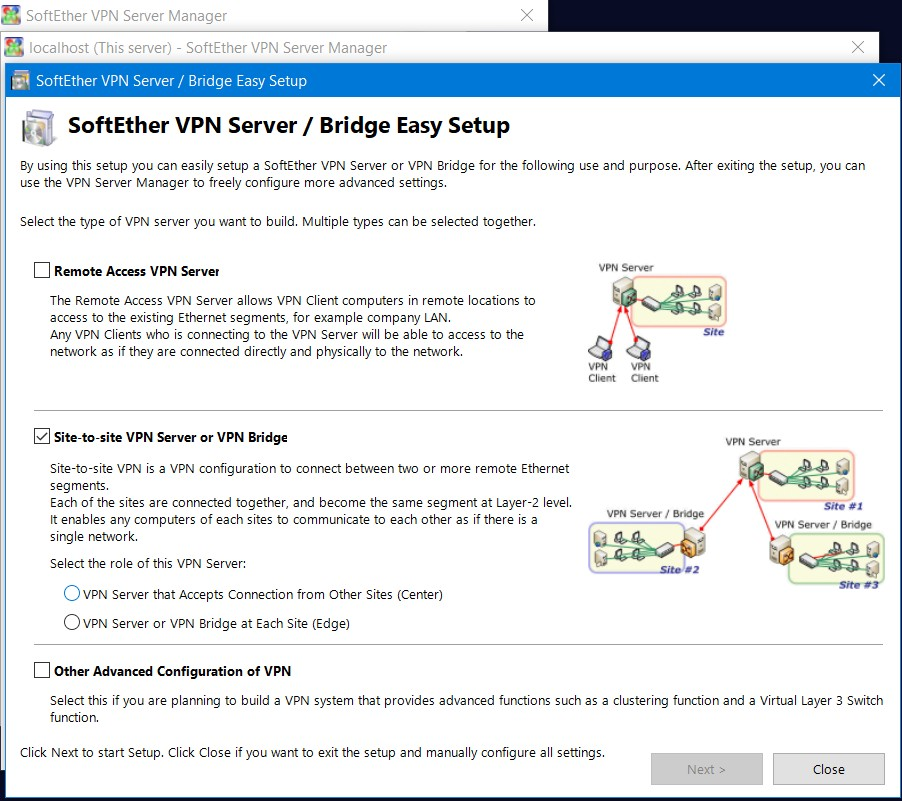 SoftEther VPN Server Manager
localhost (This server) - SoftEther VPN Server Manager
SoftEther VPN Server / Bridge Easy Setup
SoftEther VPN Server / Bridge Easy Setup
By using this setup you can easily setup a SoftEther VPN Server or VPN Bridge for the following use and purpose. After exiting the setup, you can
use the VPN Server Manager to freely configure more advanced settings.
Select the type of VPN server you want to build. Multiple types can be selected together.
Remote Access VPN Server
The Remote Access VPN Server allows VPN Client computers in remote locations to
access to the existing Ethernet segments, for example company LAN.
Any VPN Clients who is connecting to the VPN Server will be able to access to the
network as if they are connected directly and physically to the network.
VPN Server
Site
VPN
Client
VPN
Client
Site-to-site VPN Server or VPN Bridge
Site-to-site VPN is a VPN configuration to connect between two or more remote Ethernet
segments.
Each of the sites are connected together, and become the same segment at Layer-2 level.
It enables any computers of each sites to communicate to each other as if there is a
single network.
Select the role of this VPN Server:
VPN Server that Accepts Connection from Other Sites (Center)
VPN Server or VPN Bridge at Each Site (Edge)
VPN Server
Site #1
VPN Server / Bridge
Site #2
VPN Server / Bridge
Site #3
Other Advanced Configuration of VPN
Select this if you are planning to build a VPN system that provides advanced functions such as a clustering function and a Virtual Layer 3 Switch
function.
Click Next to start Setup. Click Close if you want to exit the setup and manually configure all settings.
Next >
Close